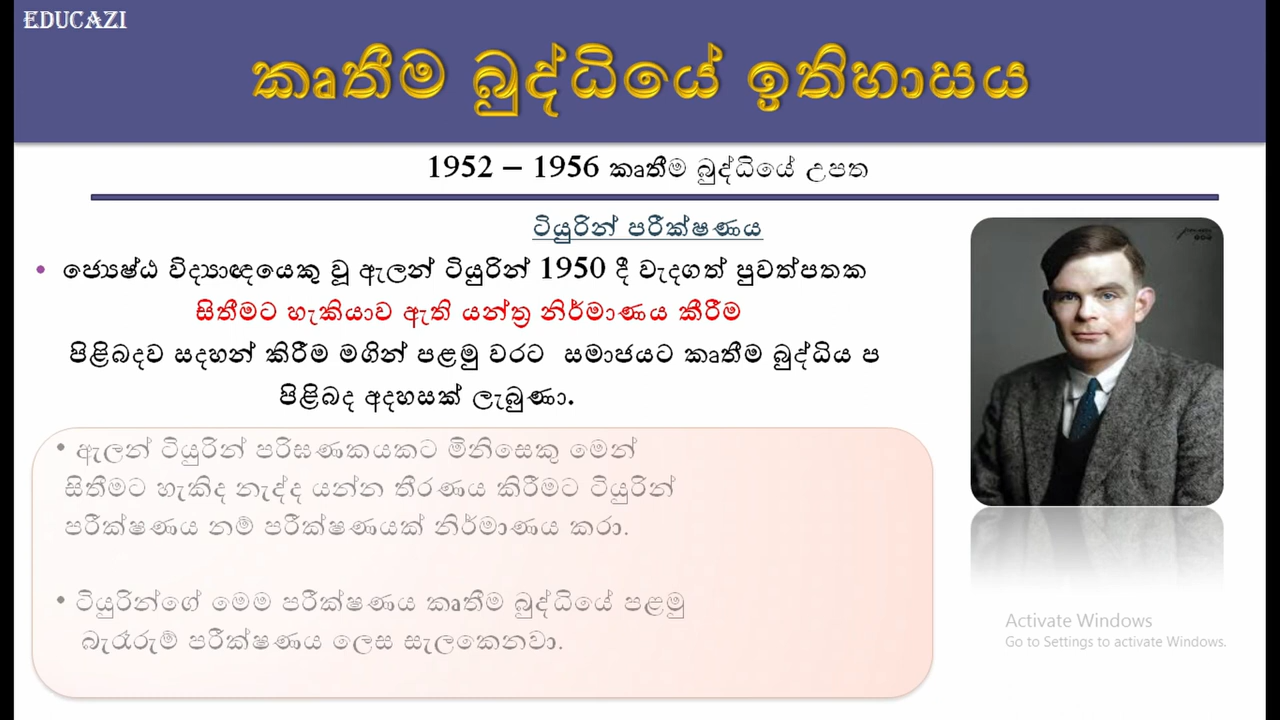 EDUCAZI
කෘතීම බුද්ධියේ ඉතිහාසය
1952 – 1956 කෘතීම බුද්ධියේ උපත
ටියුරින් පරීක්ෂණය
• ජ්‍යෙෂ්ඨ විද්‍යාඥයෙකු වූ ඇලන් ටියුරින් 1950 දී වැදගත් පුවත්පතක
සිතීමට හැකියාව ඇති යන්ත්‍ර නිර්මාණය කීරීම
පිළිබදව සදහන් කිරීම මගින් පළමු වරට සමාජයට කෘතීම බුද්ධිය ප
පිළිබද අදහසක් ලැබුණා.
• ඇලන් ටියුරින් පරිඝණකයකට මිනිසෙකු මෙන්
සිතීමට හැකිද නැද්ද යන්න තීරණය කිරීමට ටියුරින්
පරීක්ෂණය නම් පරීක්ෂණයක් නිර්මාණය කරා.
• ටියුරින්ගේ මෙම පරීක්ෂණය කෘතීම බුද්ධියේ පළමු
බැරෑරුම් පරීක්ෂණය ලෙස සැලකෙනවා.
Activate Windows
Go to Settings to activate Windows.